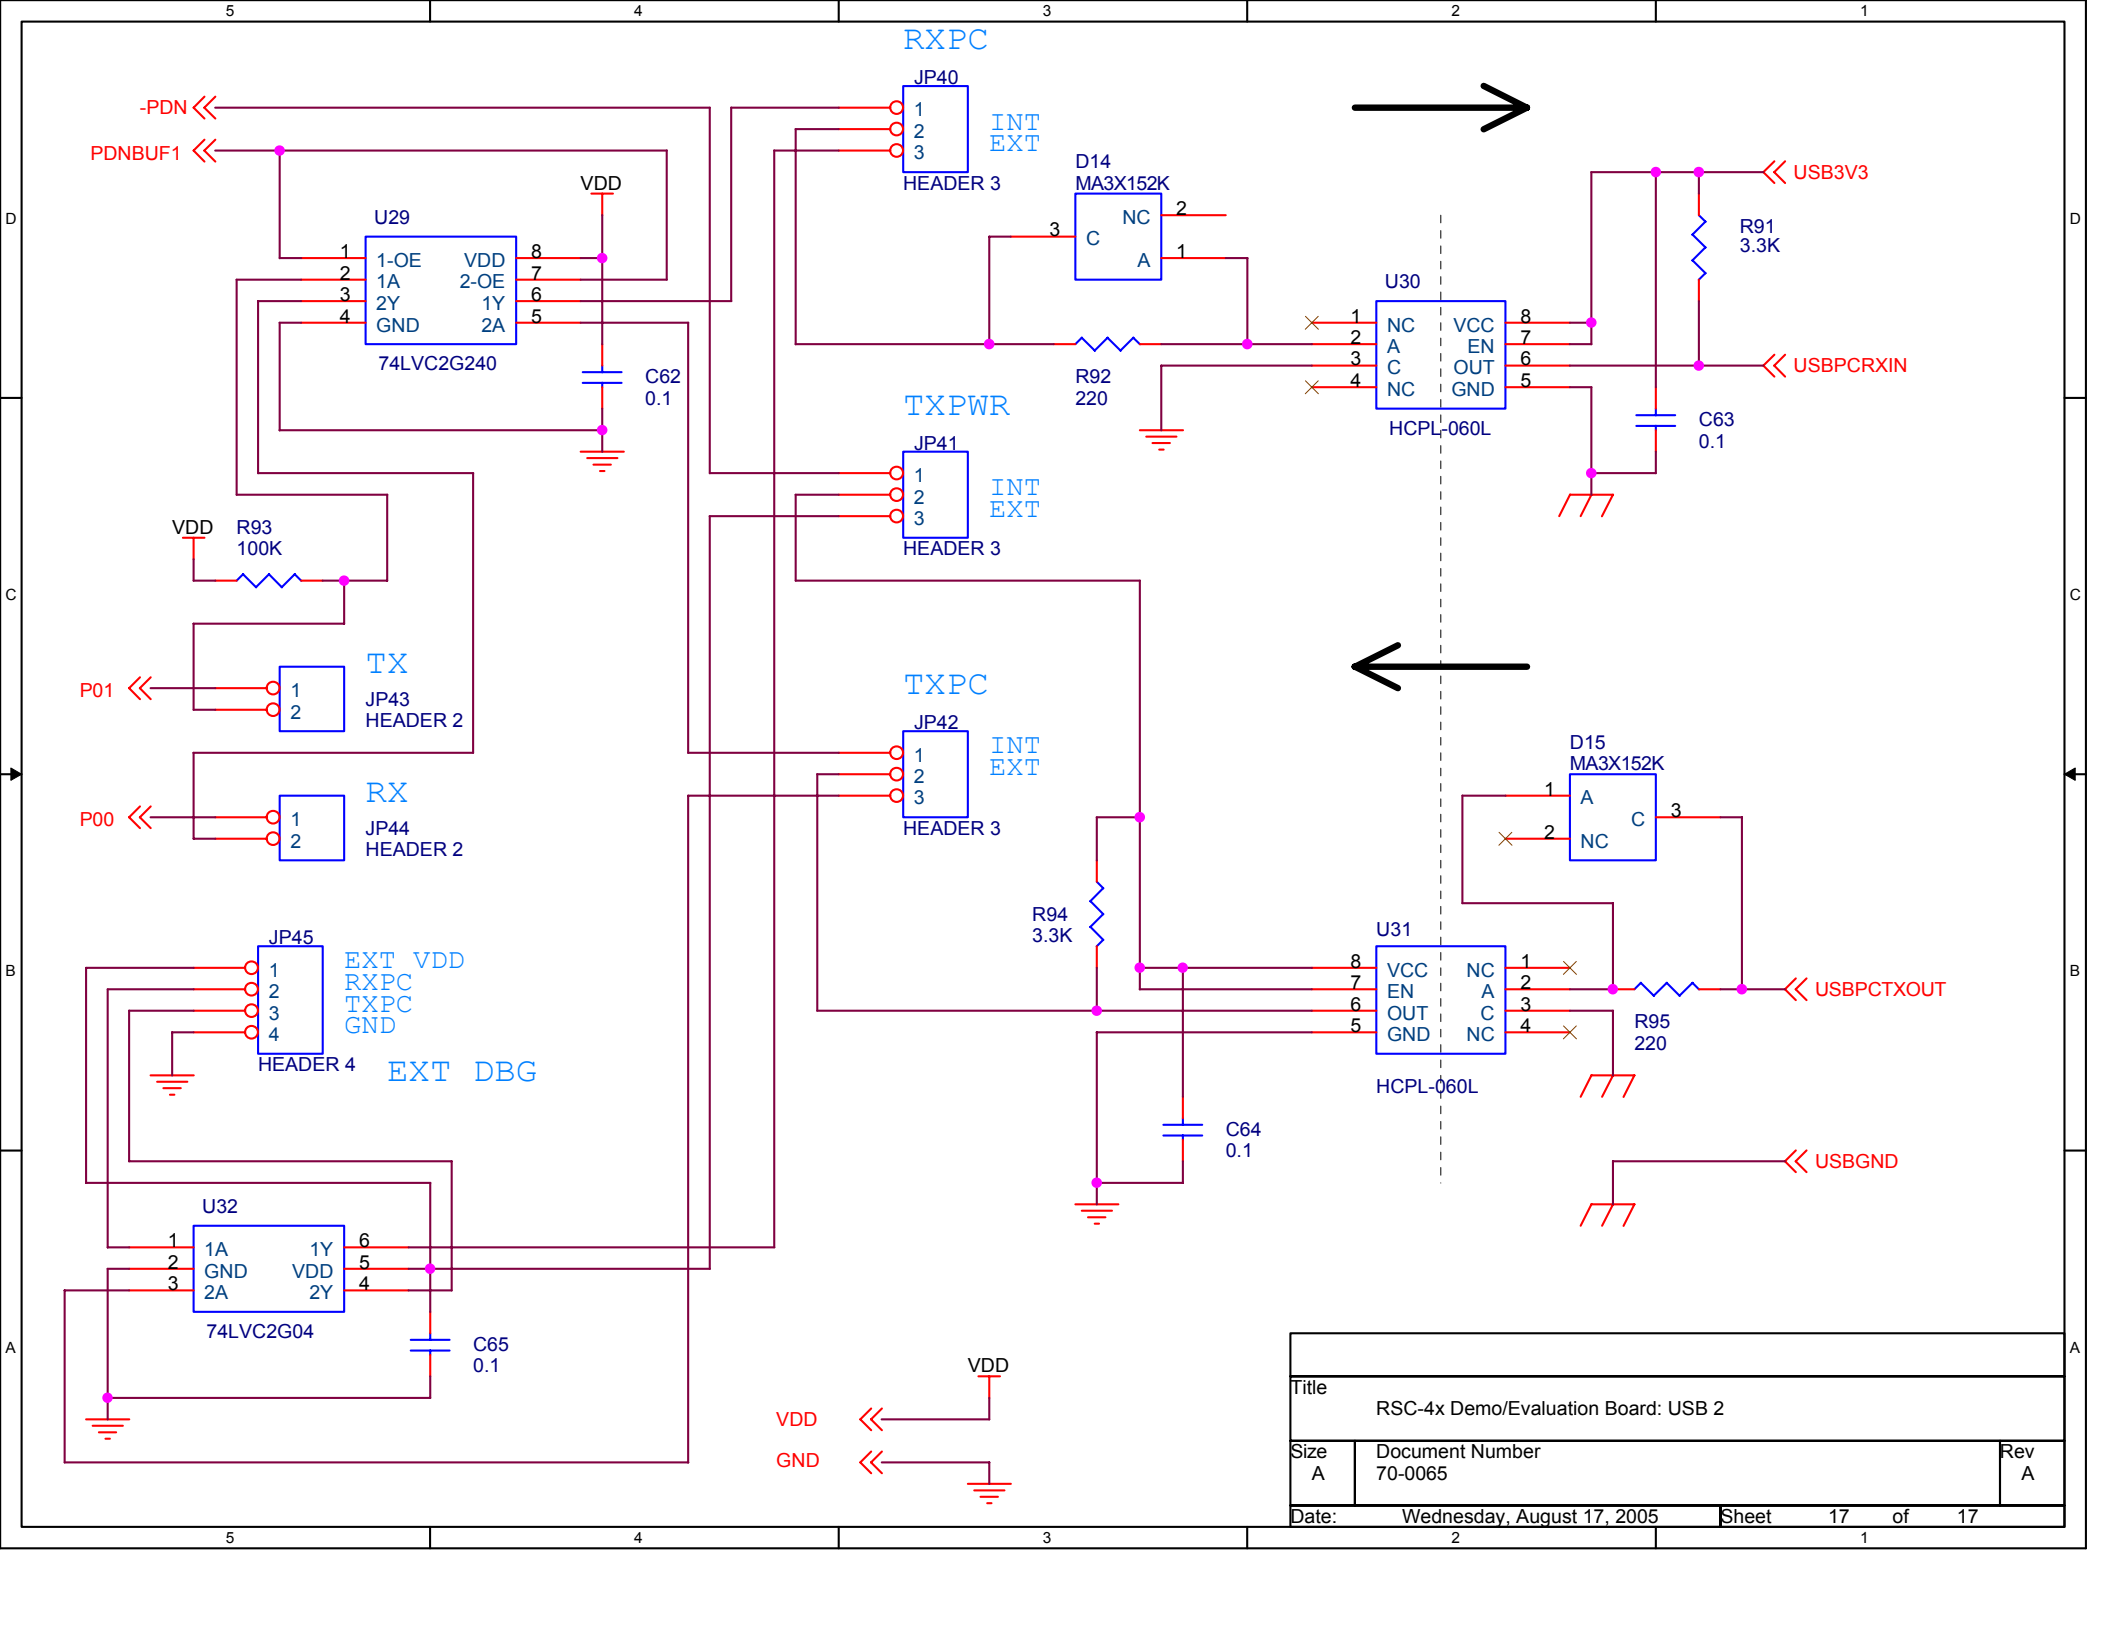 5 4 3 2 1
RXPC
JP40
-PDN
1
2
3
INT
EXT
HEADER 3
PDNBUF1
VDD
D14
MA3X152K
NC 2
3 C
A 1
USB3V3
R91
3.3K
D
D
U29
1 1-OE VDD 8
2 1A 2-OE 7
3 2Y 1Y 6
4 GND 2A 5
74LVC2G240
C62
0.1
R92
220
U30
1 NC VCC 8
2 A EN 7
3 C OUT 6
4 NC GND 5
HCPL-060L
USBPCRXIN
C63
0.1
TXPWR
JP41
1
2
3
INT
EXT
HEADER 3
VDD
R93
100K
C
C
TX
P01
1
2
JP43
HEADER 2
TXPC
JP42
1
2
3
INT
EXT
HEADER 3
RX
P00
1
2
JP44
HEADER 2
D15
MA3X152K
1 A
C 3
2 NC
R94
3.3K
U31
8 VCC NC 1
7 EN A 2
6 OUT C 3
5 GND NC 4
HCPL-060L
USBPCTXOUT
R95
220
B
B
JP45
1 EXT VDD
2 RXPC
3 TXPC
4 GND
HEADER 4
EXT DBG
C64
0.1
USBGND
U32
1 1A 1Y 6
2 GND VDD 5
3 2A 2Y 4
74LVC2G04
C65
0.1
A
A
VDD
VDD
GND
Title
RSC-4x Demo/Evaluation Board: USB 2
Size
A
Document Number
70-0065
Rev
A
Date: Wednesday, August 17, 2005 Sheet 17 of 17
5 4 3 2 1